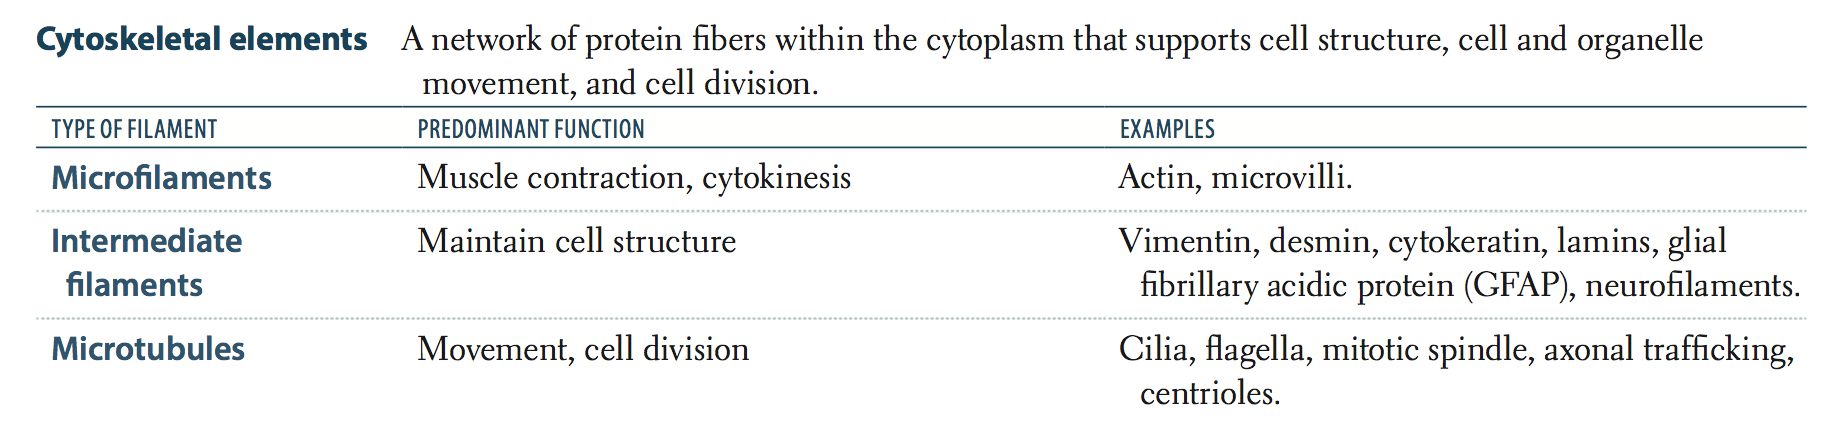 Cytoskeletal elements A network of protein fibers within the cytoplasm that supports cell structure, cell and organelle
movement, and cell division.
TYPE OF FILAMENT PREDOMINANT FUNCTION EXAMPLES
Microfilaments Muscle contraction, cytokinesis Actin, microvilli.
Intermediate Maintain cell structure Vimentin, desmin, cytokeratin, lamins, glial
filaments fibrillary acidic protein (GFAP), neurofilaments.
Microtubules Movement, cell division Cilia, flagella, mitotic spindle, axonal trafficking,
centrioles.